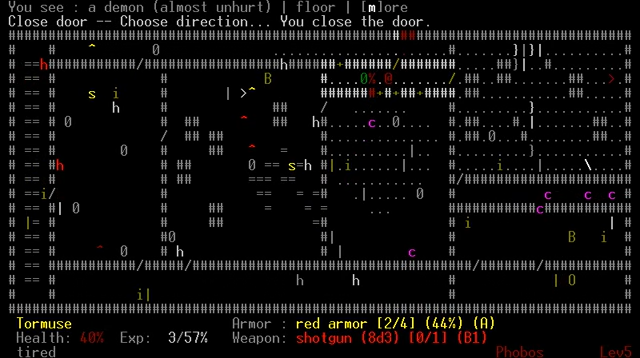 You see : a demon (almost unhurt) | floor | [m]ore
Close door -- Choose direction... You close the door.
Tormuse
Armor : red armor [2/4] (44%) (A)
Health: 40% Exp: 3/57%
Weapon: shotgun (8d3) [0/1] (B1)
tired
Phobos Lev5